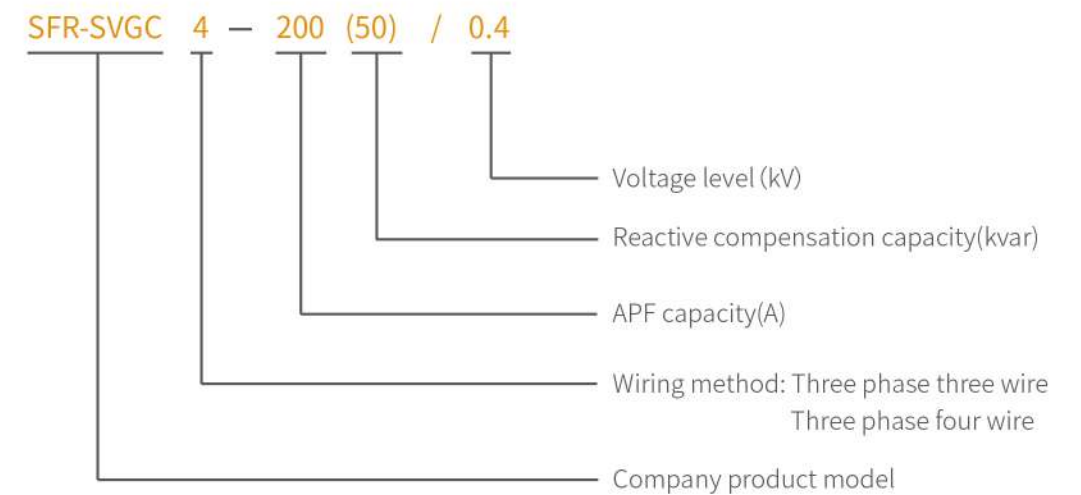 SFR-SVGC 4 — 200 (50) / 0.4
Voltage level (kV)
Reactive compensation capacity(kvar)
APF capacity(A)
Wiring method: Three phase three wire
Three phase four wire
Company product model